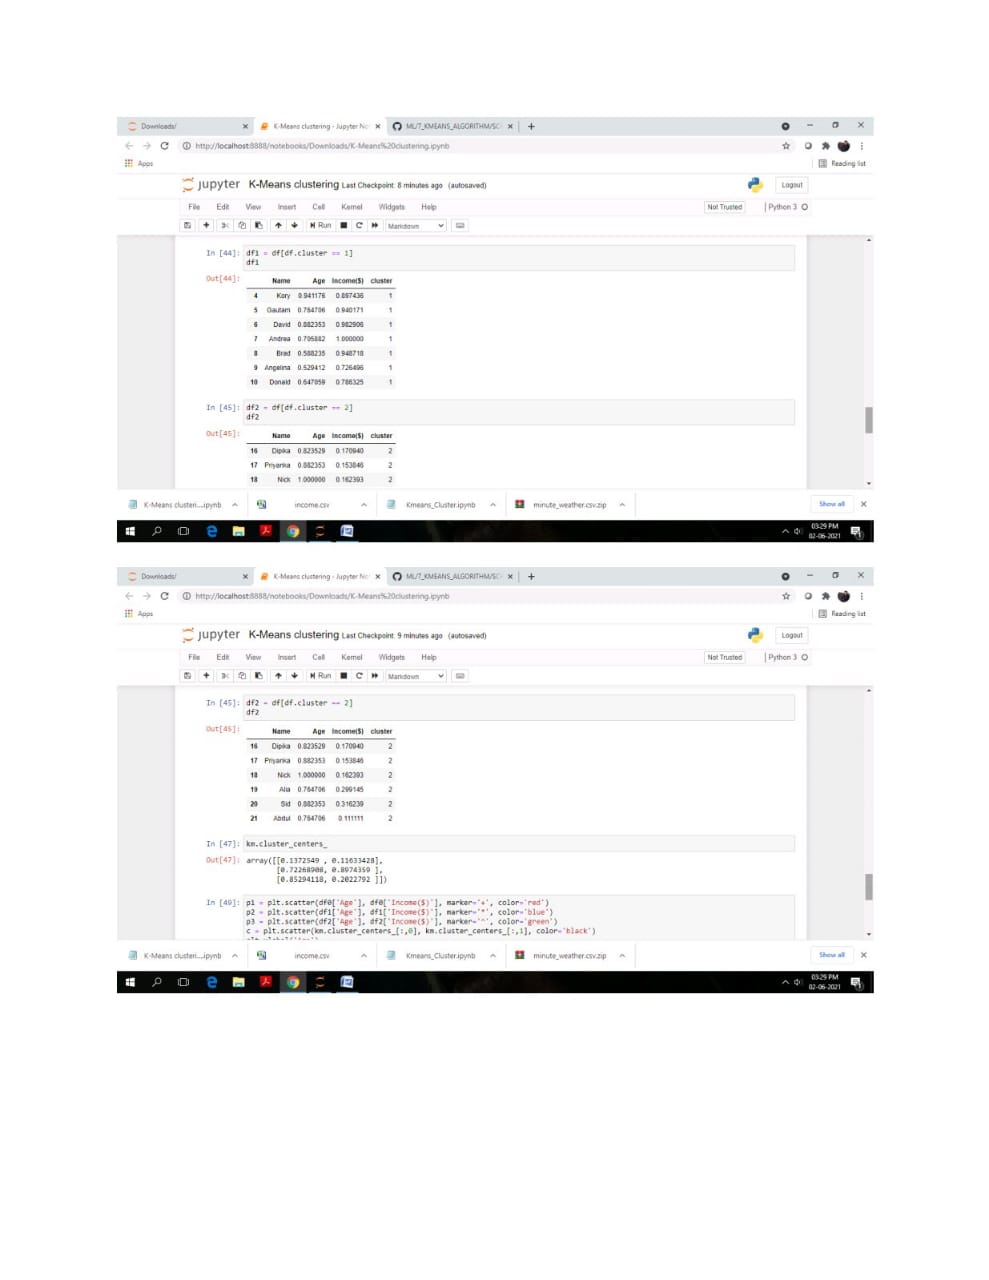 Downloads/ K-Means clustering - Jupyter No ML/7_KMEANS_ALGORITHM/SC
http://localhost:8888/notebooks/Downloads/K-Means%20clustering.ipynb
Apps Reading list
jupyter K-Means clustering Last Checkpoint: 8 minutes ago (autosaved) Logout
File Edit View Insert Cell Kernel Widgets Help Not Trusted Python 3
Run Markdown
In [44]: df1 = df[df.cluster == 1]
df1
Out[44]:
Name Age Income($) cluster
4 Kory 0.941176 0.897436 1
5 Gautam 0.764706 0.940171 1
6 David 0.882353 0.982906 1
7 Andrea 0.705882 1.000000 1
8 Brad 0.588235 0.948718 1
9 Angelina 0.529412 0.726496 1
10 Donald 0.647059 0.786325 1
In [45]: df2 = df[df.cluster == 2]
df2
Out[45]:
Name Age Income($) cluster
16 Dipika 0.823529 0.170940 2
17 Priyanka 0.882353 0.153846 2
18 Nick 1.000000 0.162393 2
K-Means clusteri....ipynb income.csv Kmeans_Cluster.ipynb minute_weather.csv.zip Show all
03:29 PM
02-06-2021
Downloads/ K-Means clustering - Jupyter No ML/7_KMEANS_ALGORITHM/SC
http://localhost:8888/notebooks/Downloads/K-Means%20clustering.ipynb
Apps Reading list
jupyter K-Means clustering Last Checkpoint: 9 minutes ago (autosaved) Logout
File Edit View Insert Cell Kernel Widgets Help Not Trusted Python 3
Run Markdown
In [45]: df2 = df[df.cluster == 2]
df2
Out[45]:
Name Age Income($) cluster
16 Dipika 0.823529 0.170940 2
17 Priyanka 0.882353 0.153846 2
18 Nick 1.000000 0.162393 2
19 Alia 0.764706 0.299145 2
20 Sid 0.882353 0.316239 2
21 Abdul 0.764706 0.111111 2
In [47]: km.cluster_centers_
Out[47]: array([[0.1372549 , 0.11633428],
[0.72268908, 0.8974359 ],
[0.85294118, 0.2022792 ]])
In [49]: p1 = plt.scatter(df0['Age'], df0['Income($)'], marker='+', color='red')
p2 = plt.scatter(df1['Age'], df1['Income($)'], marker='*', color='blue')
p3 = plt.scatter(df2['Age'], df2['Income($)'], marker='^', color='green')
c = plt.scatter(km.cluster_centers_[:,0], km.cluster_centers_[:,1], color='black')
K-Means clusteri....ipynb income.csv Kmeans_Cluster.ipynb minute_weather.csv.zip Show all
03:29 PM
02-06-2021